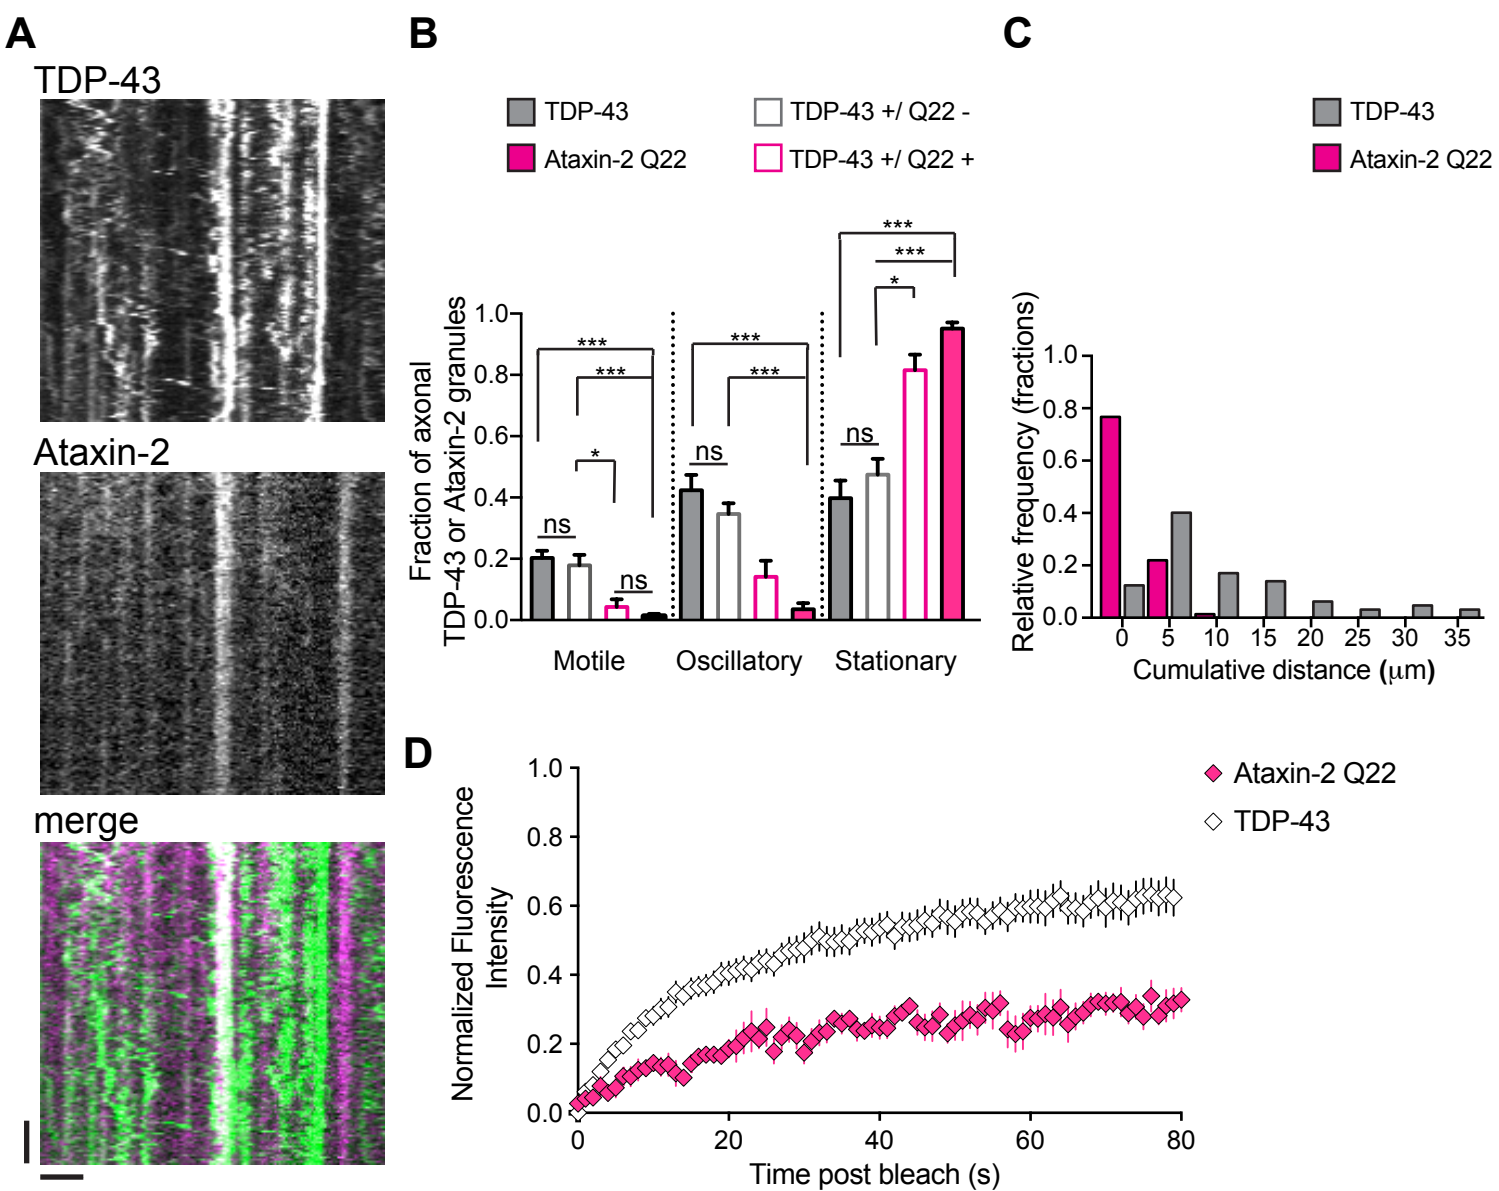 A
TDP-43
Ataxin-2
merge
B
TDP-43
Ataxin-2 Q22
TDP-43 +/ Q22 -
TDP-43 +/ Q22 +
Fraction of axonal
TDP-43 or Ataxin-2 granules
1.0
0.8
0.6
0.4
0.2
0.0
***
***
*
ns
ns
***
***
ns
***
***
*
ns
Motile
Oscillatory
Stationary
C
TDP-43
Ataxin-2 Q22
Relative frequency (fractions)
1.0
0.8
0.6
0.4
0.2
0.0
0 5 10 15 20 25 30 35
Cumulative distance (μm)
D
Ataxin-2 Q22
TDP-43
Normalized Fluorescence
Intensity
1.0
0.8
0.6
0.4
0.2
0.0
0 20 40 60 80
Time post bleach (s)